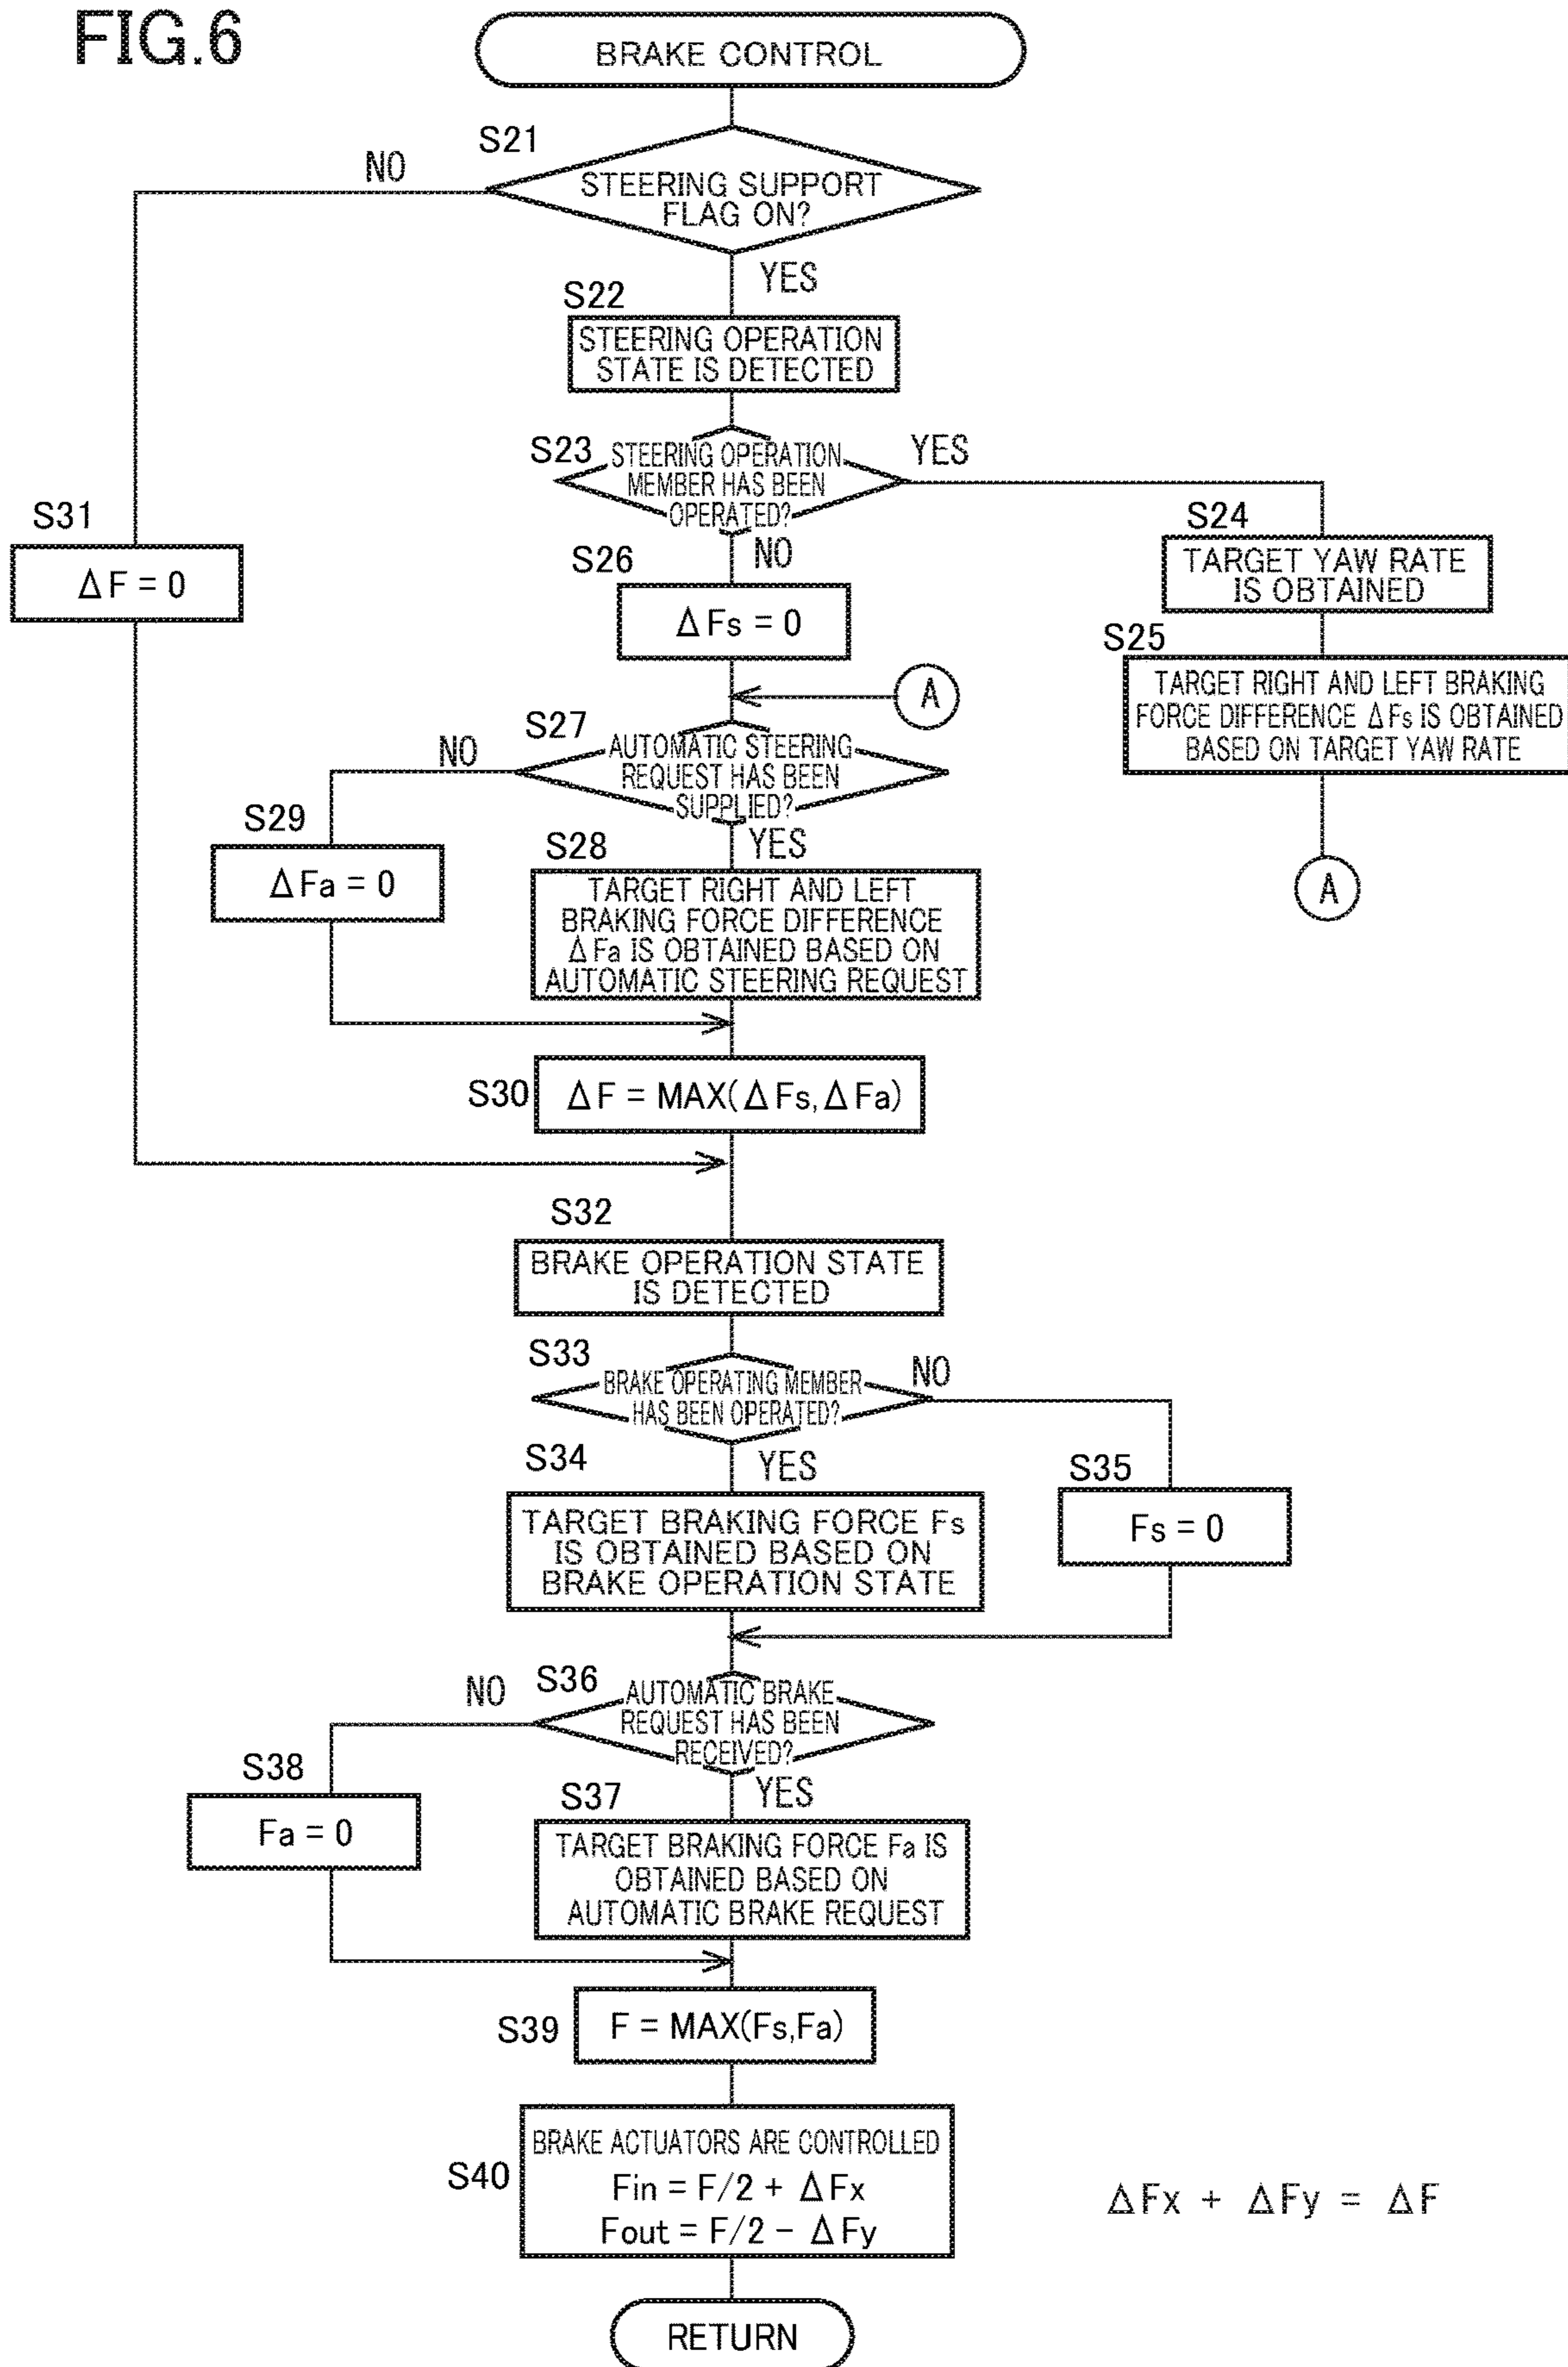 FIG.6
BRAKE CONTROL
S21
NO
STEERING SUPPORT
FLAG ON?
YES
S22
STEERING OPERATION
STATE IS DETECTED
S23
STEERING OPERATION
MEMBER HAS BEEN
OPERATED?
YES
S31
ΔF = 0
S26
NO
ΔFs = 0
S24
TARGET YAW RATE
IS OBTAINED
S25
TARGET RIGHT AND LEFT BRAKING
FORCE DIFFERENCE ΔFs IS OBTAINED
BASED ON TARGET YAW RATE
A
A
S27
NO
AUTOMATIC STEERING
REQUEST HAS BEEN
SUPPLIED?
S29
ΔFa = 0
S28
YES
TARGET RIGHT AND LEFT
BRAKING FORCE DIFFERENCE
ΔFa IS OBTAINED BASED ON
AUTOMATIC STEERING REQUEST
S30
ΔF = MAX(ΔFs,ΔFa)
S32
BRAKE OPERATION STATE
IS DETECTED
S33
BRAKE OPERATING MEMBER
HAS BEEN OPERATED?
NO
S34
YES
TARGET BRAKING FORCE Fs
IS OBTAINED BASED ON
BRAKE OPERATION STATE
S35
Fs = 0
S36
NO
AUTOMATIC BRAKE
REQUEST HAS BEEN
RECEIVED?
S38
Fa = 0
S37
YES
TARGET BRAKING FORCE Fa IS
OBTAINED BASED ON
AUTOMATIC BRAKE REQUEST
S39
F = MAX(Fs,Fa)
S40
BRAKE ACTUATORS ARE CONTROLLED
Fin = F/2 + ΔFx
Fout = F/2 − ΔFy
ΔFx + ΔFy = ΔF
RETURN